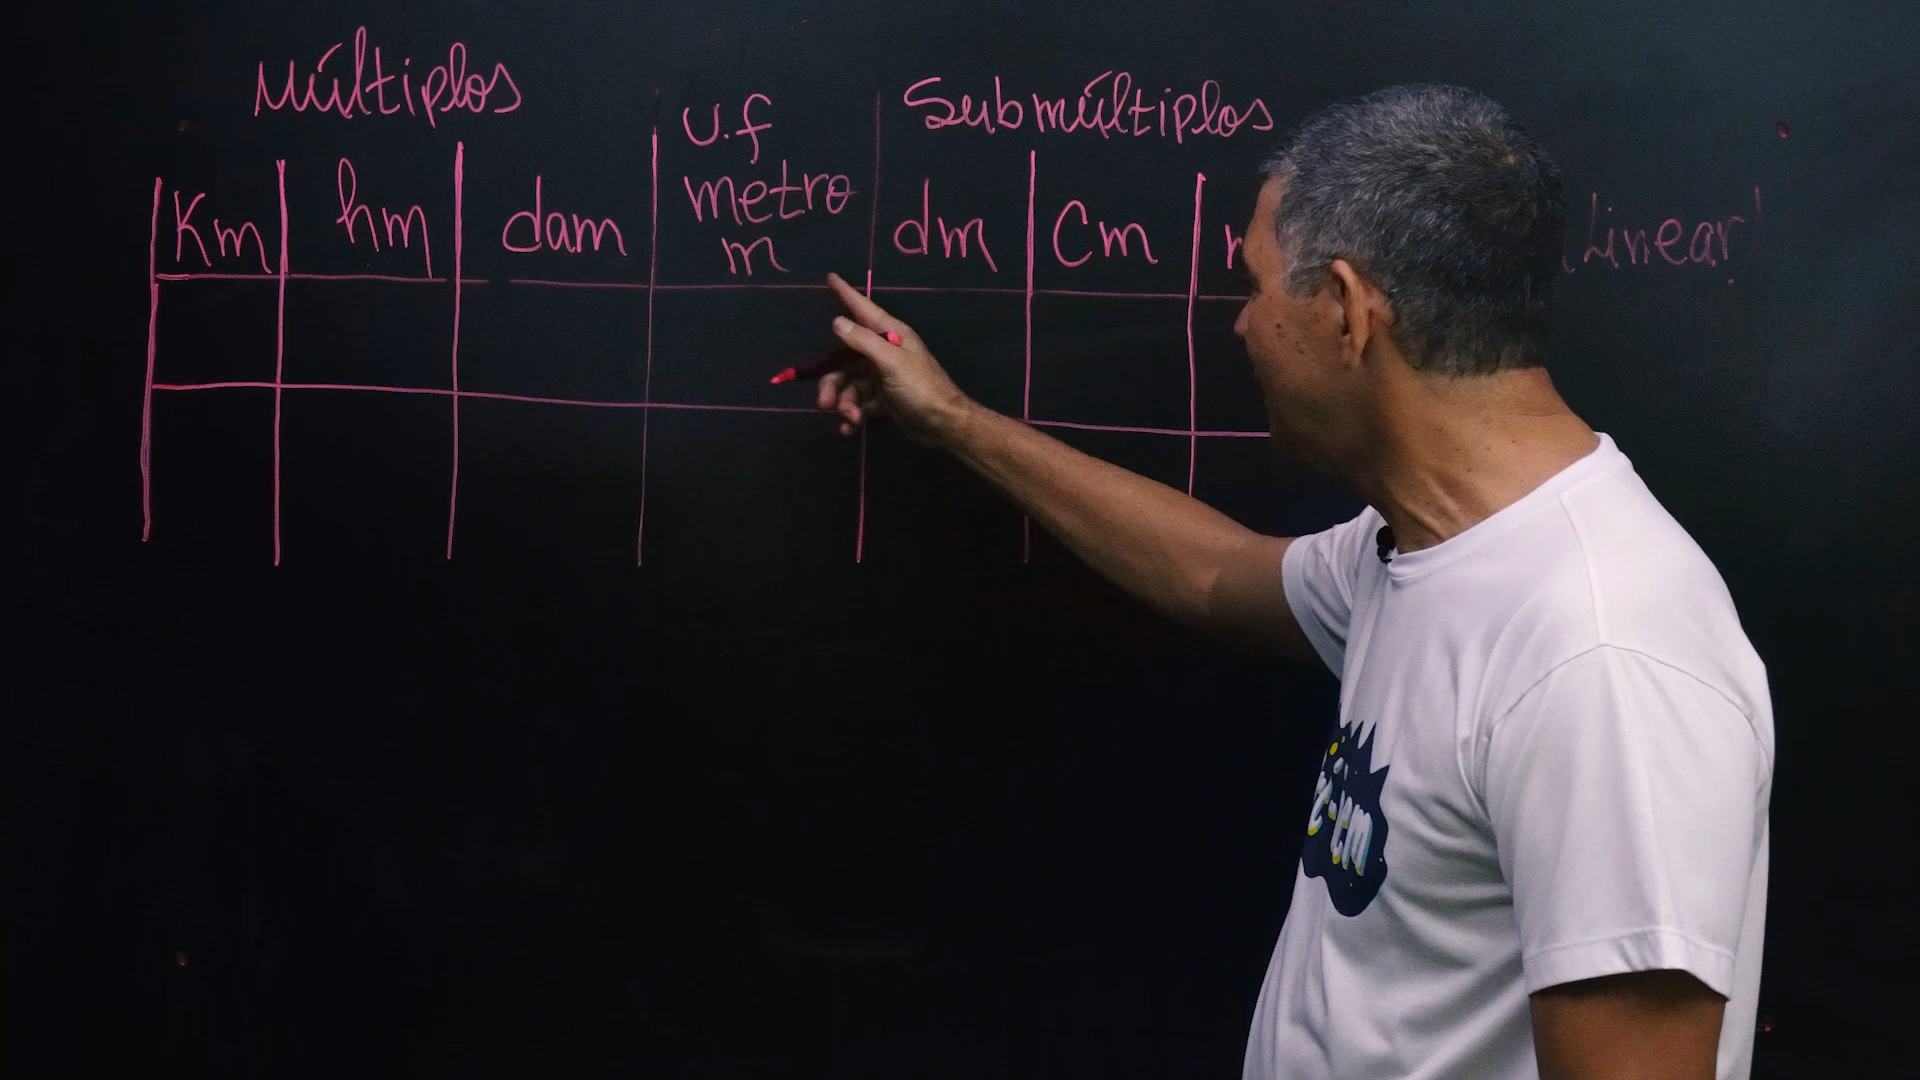 Múltiplos
U.f
Submúltiplos
Km
hm
dam
metro
m
dm
Cm
Linear